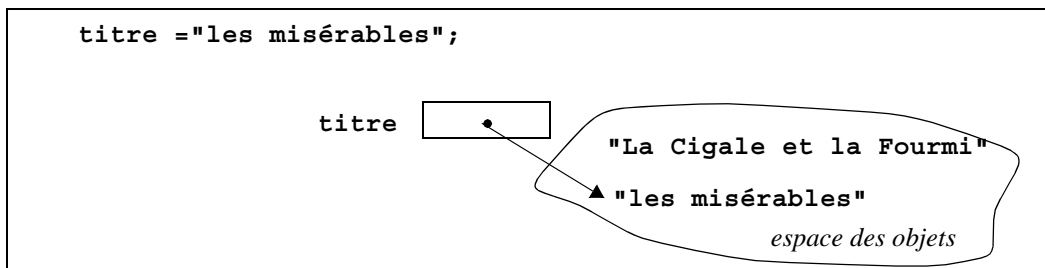 titre ="les misérables";
titre
"La Cigale et la Fourmi"
"les misérables"
espace des objets